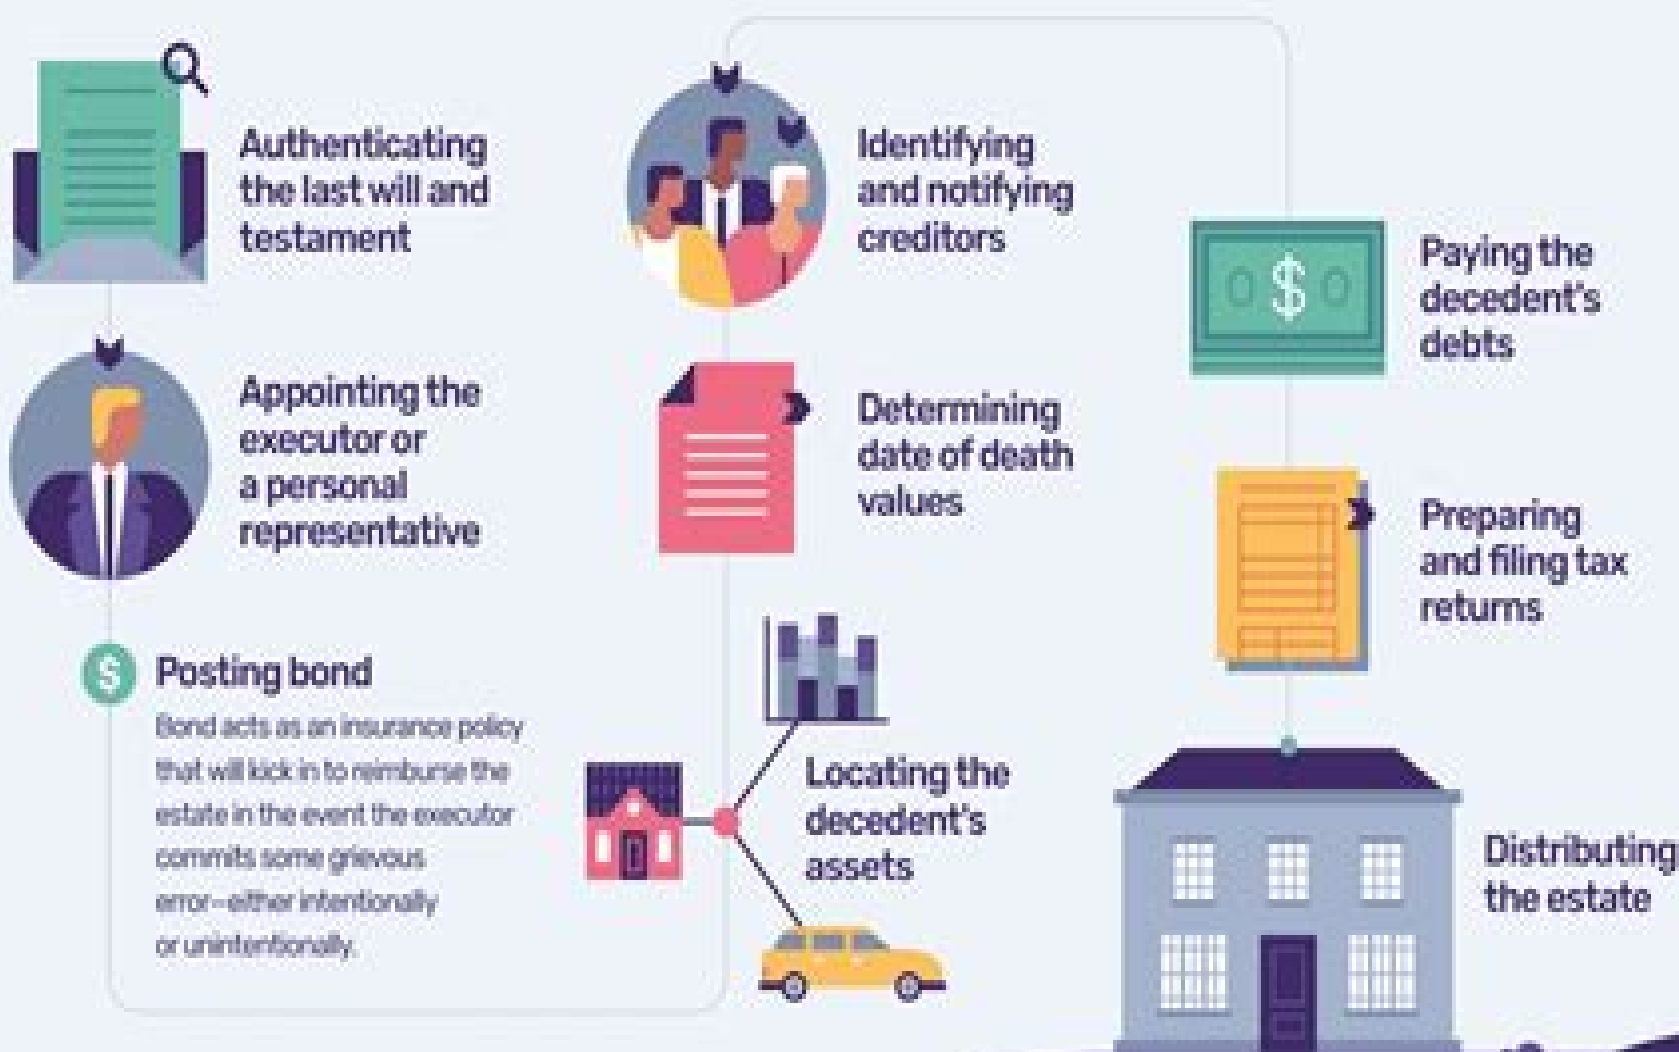 Authenticating
the last will and
testament
Appointing the
executor or
a personal
representative
$
Posting bond
Bond acts as an insurance policy
that will kick in to reimburse the
estate in the event the executor
commits some grievous
error–either intentionally
or unintentionally.
Locating the
decedent's
assets
Determining
date of death
values
Identifying
and notifying
creditors
$
Paying the
decedent's
debts
Preparing
and filing tax
returns
Distributing
the estate